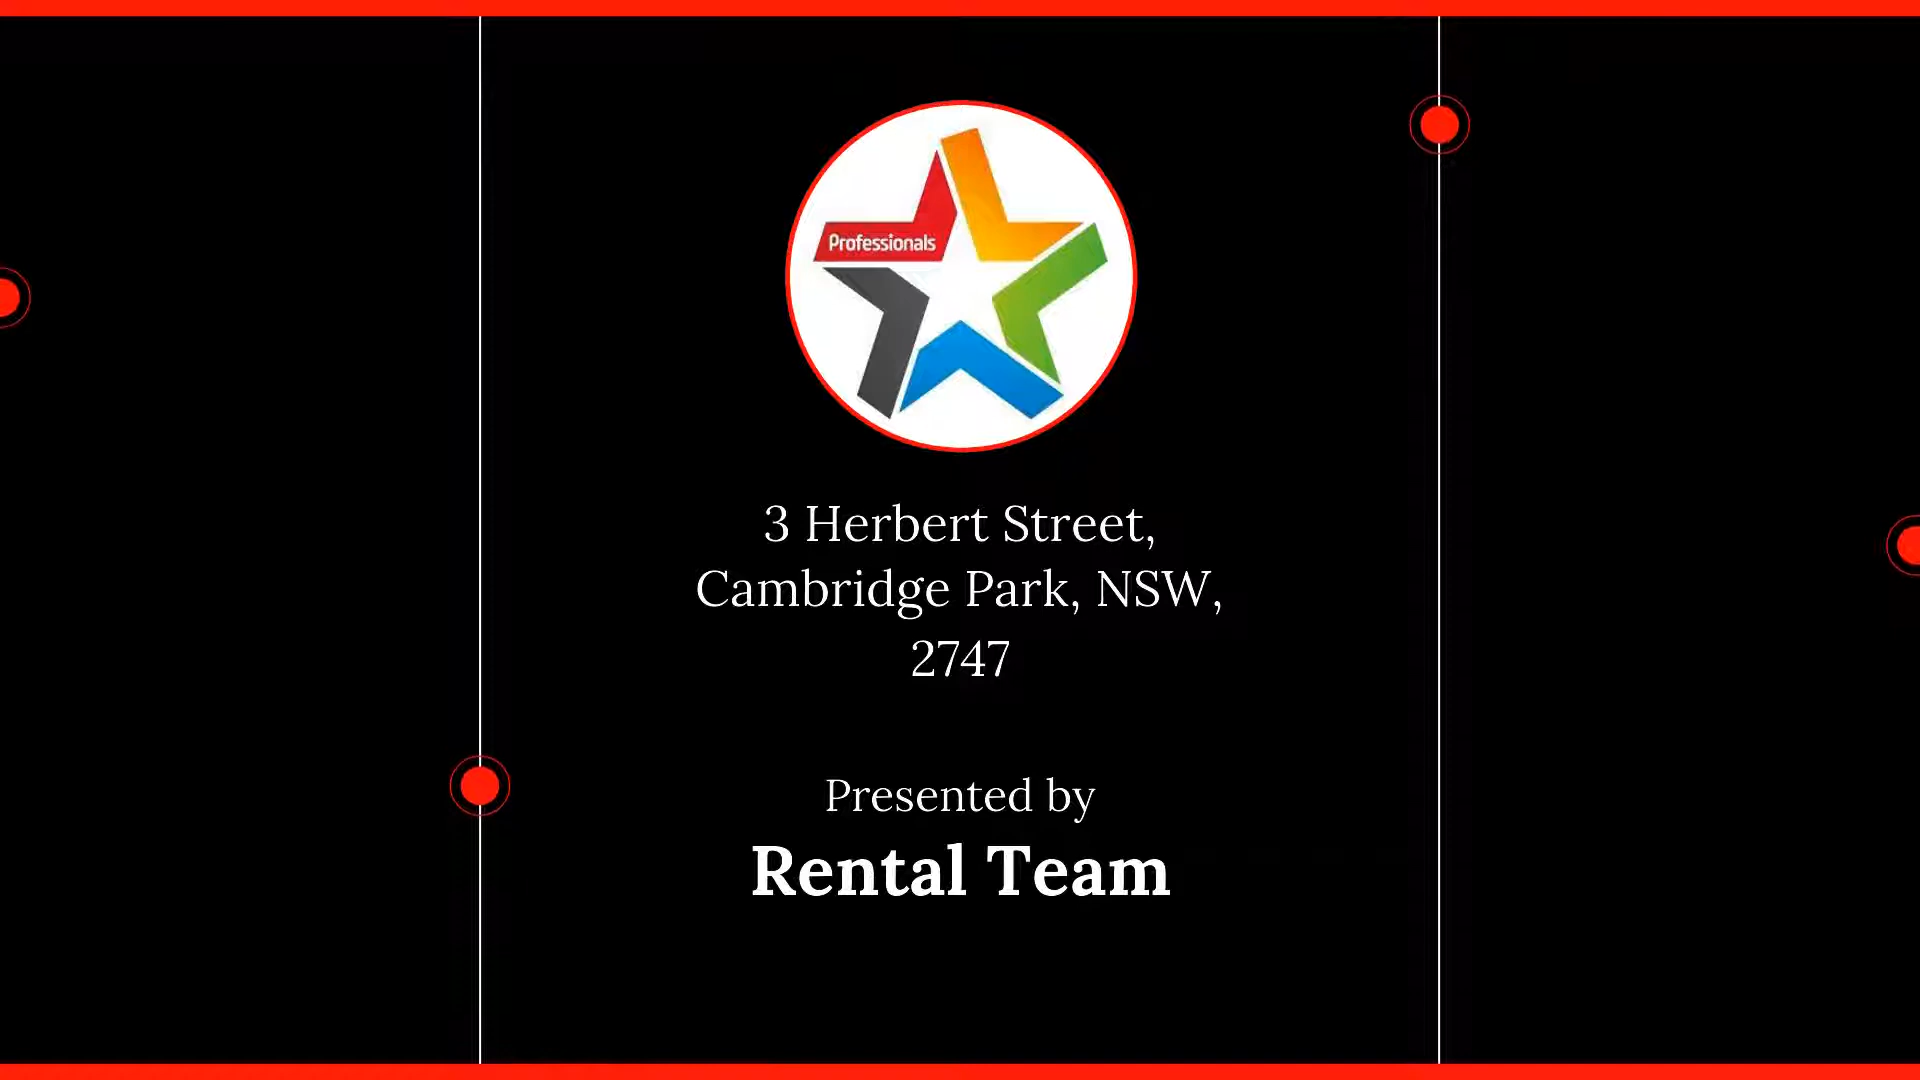 Professionals
3 Herbert Street,
Cambridge Park, NSW,
2747
Presented by
Rental Team